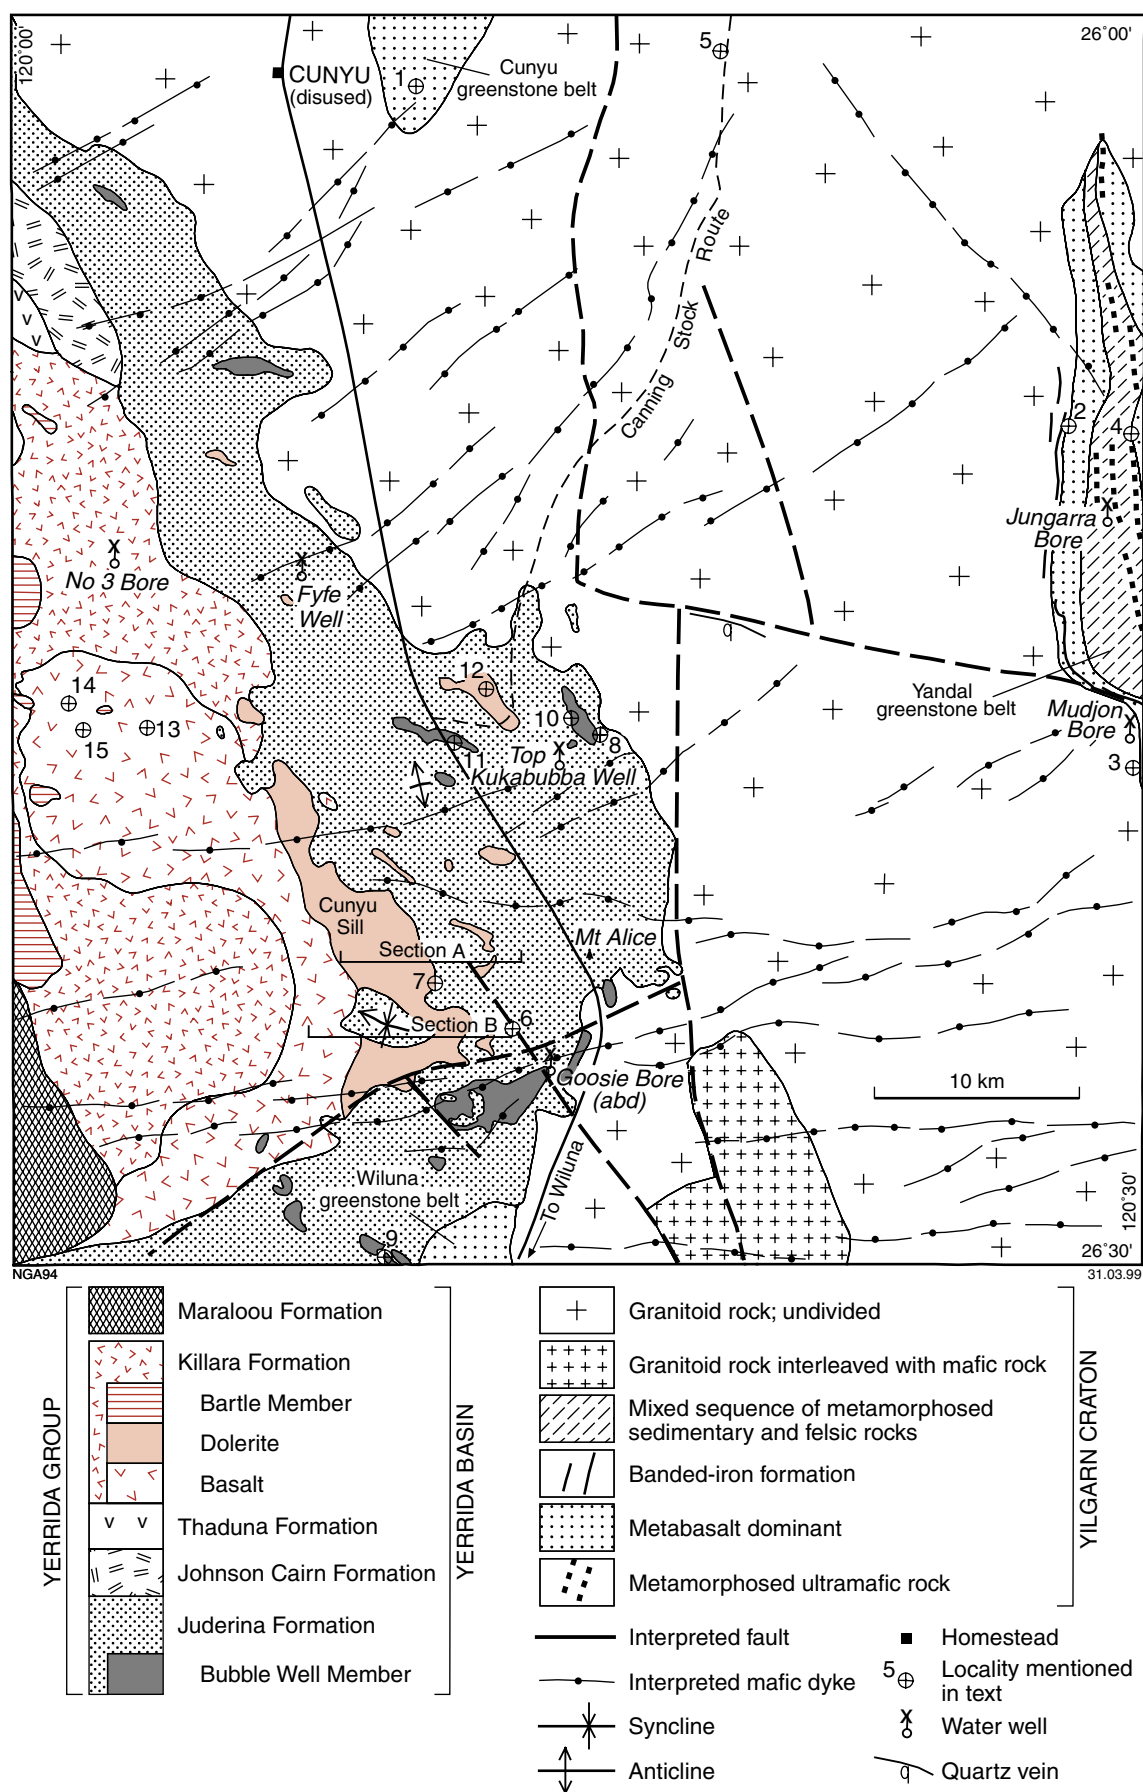 120°00'
26°00'
CUNYU
(disused)
1
Cunyu
greenstone belt
5
Canning Stock Route
v
v v
2
4
Jungarra
Bore
No 3 Bore
Fyfe
Well
q
12
14
13
15
10
8
11
Top
Kukabubba Well
Yandal
greenstone belt
Mudjon
Bore
3
Cunyu
Sill
Mt Alice
Section A
7
Section B
6
Goosie Bore
(abd)
10 km
Wiluna
greenstone belt
To Wiluna
9
120°30'
26°30'
NGA94
31.03.99
YERRIDA GROUP
Maraloou Formation
Killara Formation
Bartle Member
Dolerite
Basalt
v v
Thaduna Formation
Johnson Cairn Formation
Juderina Formation
Bubble Well Member
YERRIDA BASIN
Granitoid rock; undivided
Granitoid rock interleaved with mafic rock
Mixed sequence of metamorphosed
sedimentary and felsic rocks
Banded-iron formation
Metabasalt dominant
Metamorphosed ultramafic rock
YILGARN CRATON
Interpreted fault
Interpreted mafic dyke
Syncline
Anticline
Homestead
5
Locality mentioned
in text
Water well
q
Quartz vein